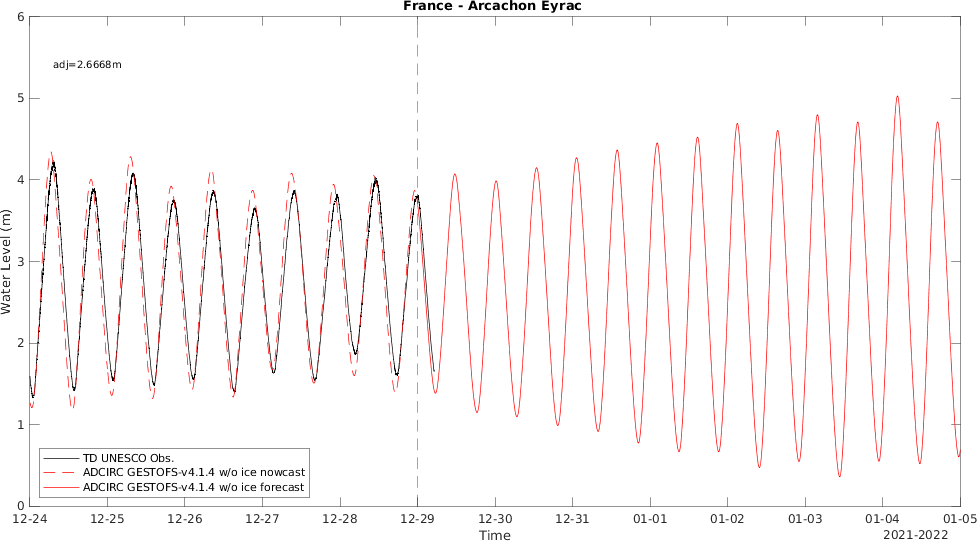 France - Arcachon Eyrac
adj=2.6668m
Water Level (m)
6
5
4
3
2
1
0
TD UNESCO Obs.
ADCIRC GESTOFS-v4.1.4 w/o ice nowcast
ADCIRC GESTOFS-v4.1.4 w/o ice forecast
12-24 12-25 12-26 12-27 12-28 12-29 12-30 12-31 01-01 01-02 01-03 01-04 01-05
Time
2021-2022